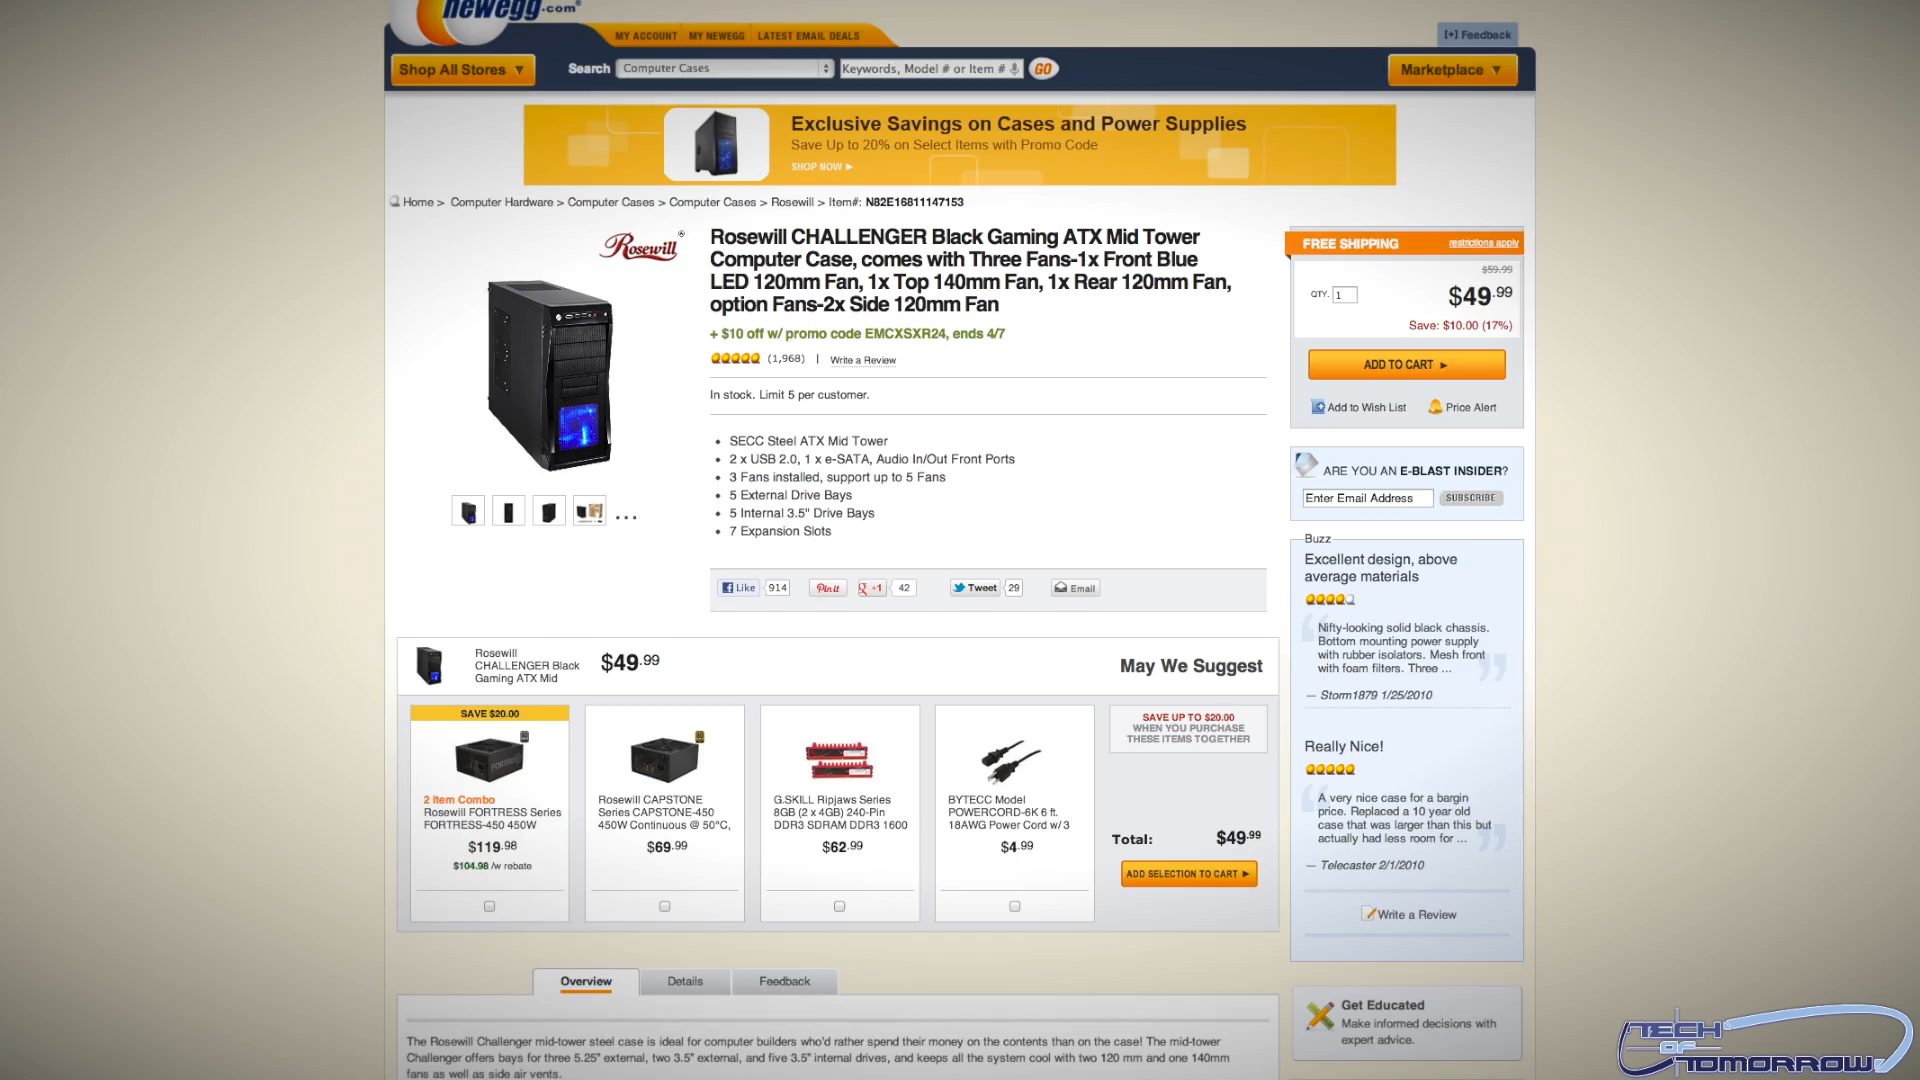 newegg.com®
MY ACCOUNT MY NEWEGG LATEST EMAIL DEALS
[+] Feedback
Shop All Stores ▼
Search Computer Cases Keywords, Model # or Item # GO
Marketplace ▼
Exclusive Savings on Cases and Power Supplies
Save Up to 20% on Select Items with Promo Code
SHOP NOW ►
Home > Computer Hardware > Computer Cases > Computer Cases > Rosewill > Item#: N82E16811147153
Rosewill®
Rosewill CHALLENGER Black Gaming ATX Mid Tower
Computer Case, comes with Three Fans-1x Front Blue
LED 120mm Fan, 1x Top 140mm Fan, 1x Rear 120mm Fan,
option Fans-2x Side 120mm Fan
+ $10 off w/ promo code EMCXSXR24, ends 4/7
(1,968) | Write a Review
In stock. Limit 5 per customer.
• SECC Steel ATX Mid Tower
• 2 x USB 2.0, 1 x e-SATA, Audio In/Out Front Ports
• 3 Fans installed, support up to 5 Fans
• 5 External Drive Bays
• 5 Internal 3.5" Drive Bays
• 7 Expansion Slots
...
Like 914 Pin it +1 42 Tweet 29 Email
FREE SHIPPING restrictions apply
$59.99
QTY. 1 $49.99
Save: $10.00 (17%)
ADD TO CART ►
Add to Wish List Price Alert
ARE YOU AN E-BLAST INSIDER?
Enter Email Address SUBSCRIBE
Buzz
Excellent design, above
average materials
Nifty-looking solid black chassis.
Bottom mounting power supply
with rubber isolators. Mesh front
with foam filters. Three ...
— Storm1879 1/25/2010
Really Nice!
A very nice case for a bargin
price. Replaced a 10 year old
case that was larger than this but
actually had less room for ...
— Telecaster 2/1/2010
Write a Review
Rosewill
CHALLENGER Black
Gaming ATX Mid
$49.99
May We Suggest
SAVE $20.00
FORTRESS
2 Item Combo
Rosewill FORTRESS Series
FORTRESS-450 450W
$119.98
$104.98 /w rebate
Rosewill CAPSTONE
Series CAPSTONE-450
450W Continuous @ 50°C,
$69.99
G.SKILL Ripjaws Series
8GB (2 x 4GB) 240-Pin
DDR3 SDRAM DDR3 1600
$62.99
BYTECC Model
POWERCORD-6K 6 ft.
18AWG Power Cord w/ 3
$4.99
SAVE UP TO $20.00
WHEN YOU PURCHASE
THESE ITEMS TOGETHER
Total: $49.99
ADD SELECTION TO CART ►
Overview Details Feedback
The Rosewill Challenger mid-tower steel case is ideal for computer builders who'd rather spend their money on the contents than on the case! The mid-tower
Challenger offers bays for three 5.25" external, two 3.5" external, and five 3.5" internal drives, and keeps all the system cool with two 120 mm and one 140mm
fans as well as side air vents.
Get Educated
Make informed decisions with
expert advice.
TECH
OF
TOMORROW